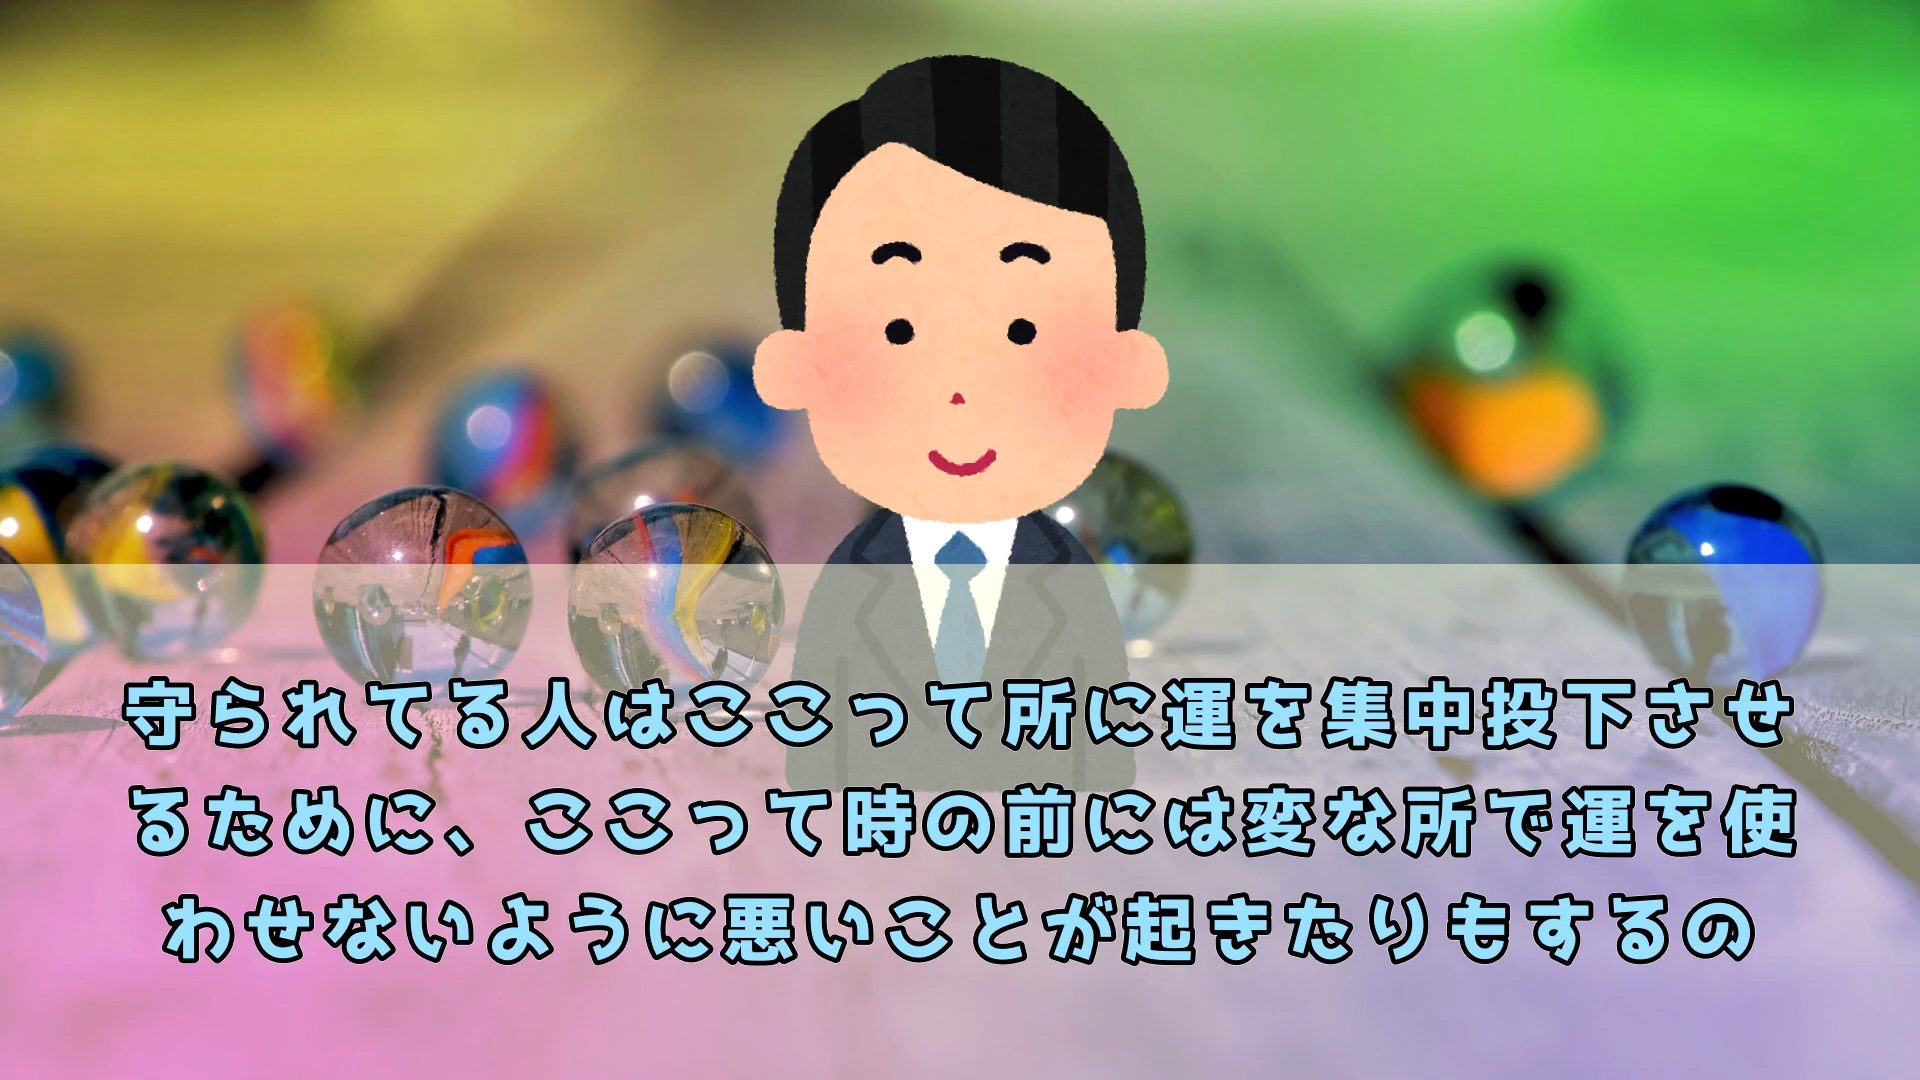 守られてる人はここって所に運を集中投下させ
るために、ここって時の前には変な所で運を使
わせないように悪いことが起きたりもするの